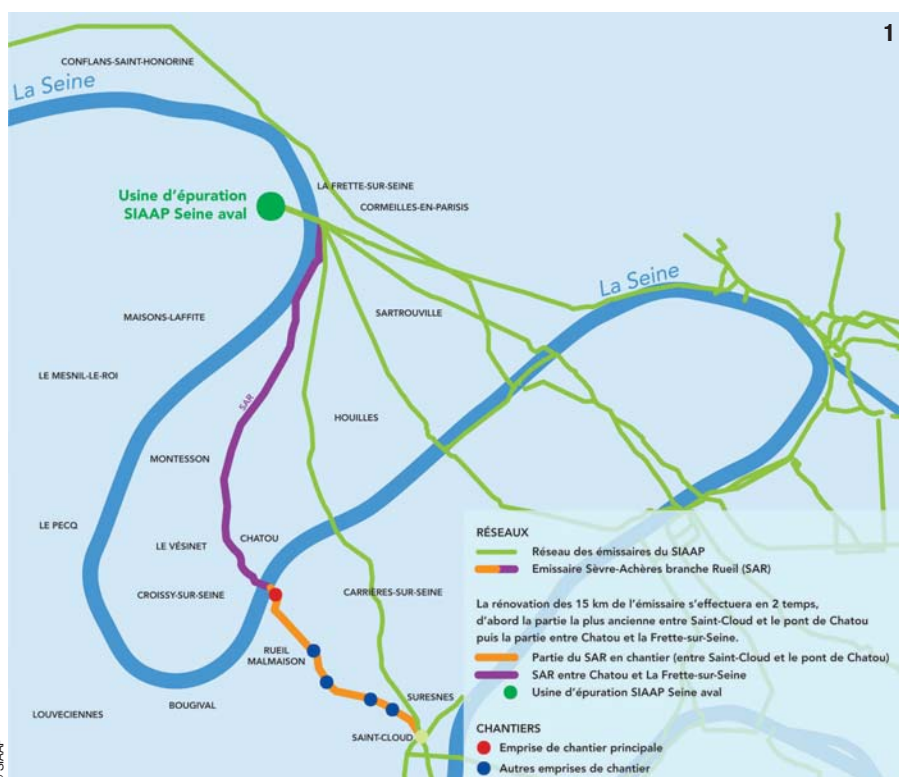 1
CONFLANS-SAINT-HONORINE
La Seine
LA FRETTE-SUR-SEINE
Usine d'épuration
SIAAP Seine aval
CORMEILLES-EN-PARISIS
La Seine
MAISONS-LAFFITE
SARTROUVILLE
LE MESNIL-LE-ROI
SAR
HOUILLES
MONTESSON
LE PECQ
LE VÉSINET
CHATOU
CROISSY-SUR-SEINE
CARRIÈRES-SUR-SEINE
RUEIL
MALMAISON
SURESNES
BOUGIVAL
LOUVECIENNES
SAINT-CLOUD
RÉSEAUX
Réseau des émissaires du SIAAP
Emissaire Sèvre-Achères branche Rueil (SAR)
La rénovation des 15 km de l'émissaire s'effectuera en 2 temps,
d'abord la partie la plus ancienne entre Saint-Cloud et le pont de Chatou
puis la partie entre Chatou et la Frette-sur-Seine.
Partie du SAR en chantier (entre Saint-Cloud et le pont de Chatou)
SAR entre Chatou et La Frette-sur-Seine
Usine d'épuration SIAAP Seine aval
CHANTIERS
Emprise de chantier principale
Autres emprises de chantier